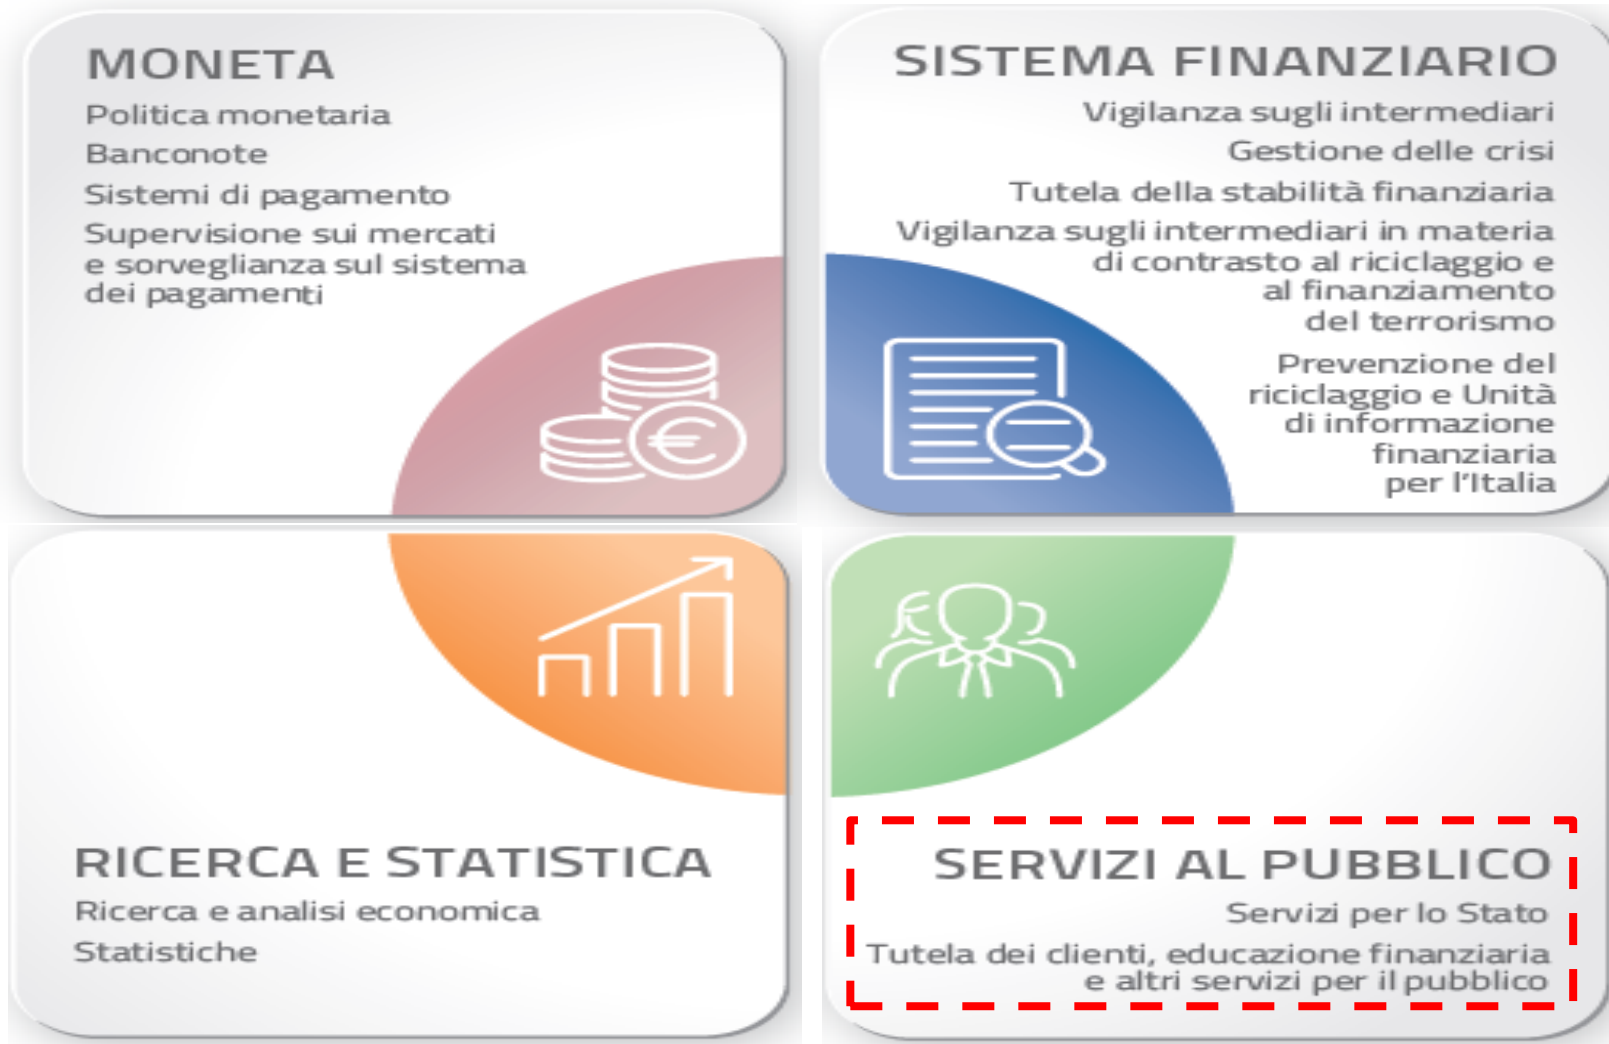 MONETA
Politica monetaria
Banconote
Sistemi di pagamento
Supervisione sui mercati
e sorveglianza sul sistema
dei pagamenti
SISTEMA FINANZIARIO
Vigilanza sugli intermediari
Gestione delle crisi
Tutela della stabilità finanziaria
Vigilanza sugli intermediari in materia
di contrasto al riciclaggio e
al finanziamento
del terrorismo
Prevenzione del
riciclaggio e Unità
di informazione
finanziaria
per l'Italia
€
RICERCA E STATISTICA
Ricerca e analisi economica
Statistiche
SERVIZI AL PUBBLICO
Servizi per lo Stato
Tutela dei clienti, educazione finanziaria
e altri servizi per il pubblico